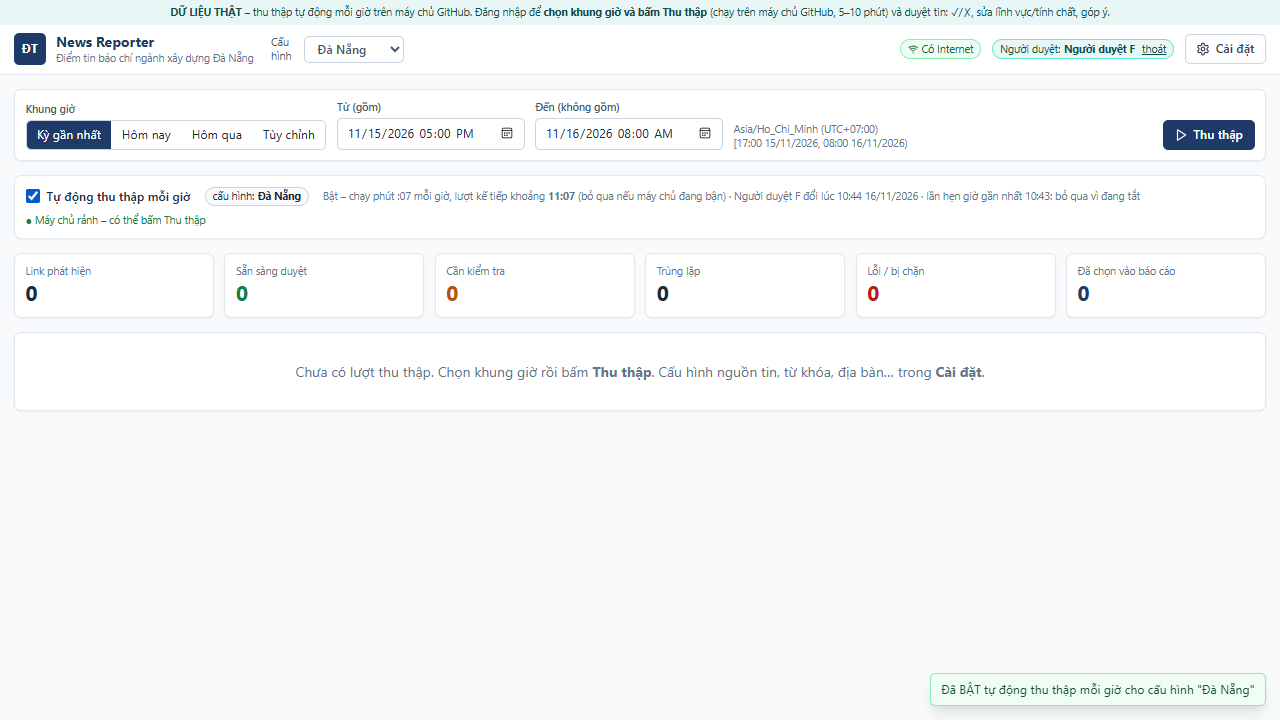 DỮ LIỆU THẬT – thu thập tự động mỗi giờ trên máy chủ GitHub. Đăng nhập để chọn khung giờ và bấm Thu thập (chạy trên máy chủ GitHub, 5–10 phút) và duyệt tin: ✓/✗, sửa lĩnh vực/tính chất, góp ý.
ĐT
News Reporter
Điểm tin báo chí ngành xây dựng Đà Nẵng
Cấu hình
Đà Nẵng
Có Internet
Người duyệt: Người duyệt F thoát
Cài đặt
Khung giờ
Kỳ gần nhất
Hôm nay
Hôm qua
Tùy chỉnh
Từ (gồm)
11/15/2026 05:00 PM
Đến (không gồm)
11/16/2026 08:00 AM
Asia/Ho_Chi_Minh (UTC+07:00)
[17:00 15/11/2026, 08:00 16/11/2026)
Thu thập
Tự động thu thập mỗi giờ
cấu hình: Đà Nẵng
Bật – chạy phút :07 mỗi giờ, lượt kế tiếp khoảng 11:07 (bỏ qua nếu máy chủ đang bận) · Người duyệt F đổi lúc 10:44 16/11/2026 · lần hẹn giờ gần nhất 10:43: bỏ qua vì đang tắt
● Máy chủ rảnh – có thể bấm Thu thập
Link phát hiện
0
Sẵn sàng duyệt
0
Cần kiểm tra
0
Trùng lặp
0
Lỗi / bị chặn
0
Đã chọn vào báo cáo
0
Chưa có lượt thu thập. Chọn khung giờ rồi bấm Thu thập. Cấu hình nguồn tin, từ khóa, địa bàn... trong Cài đặt.
Đã BẬT tự động thu thập mỗi giờ cho cấu hình "Đà Nẵng"